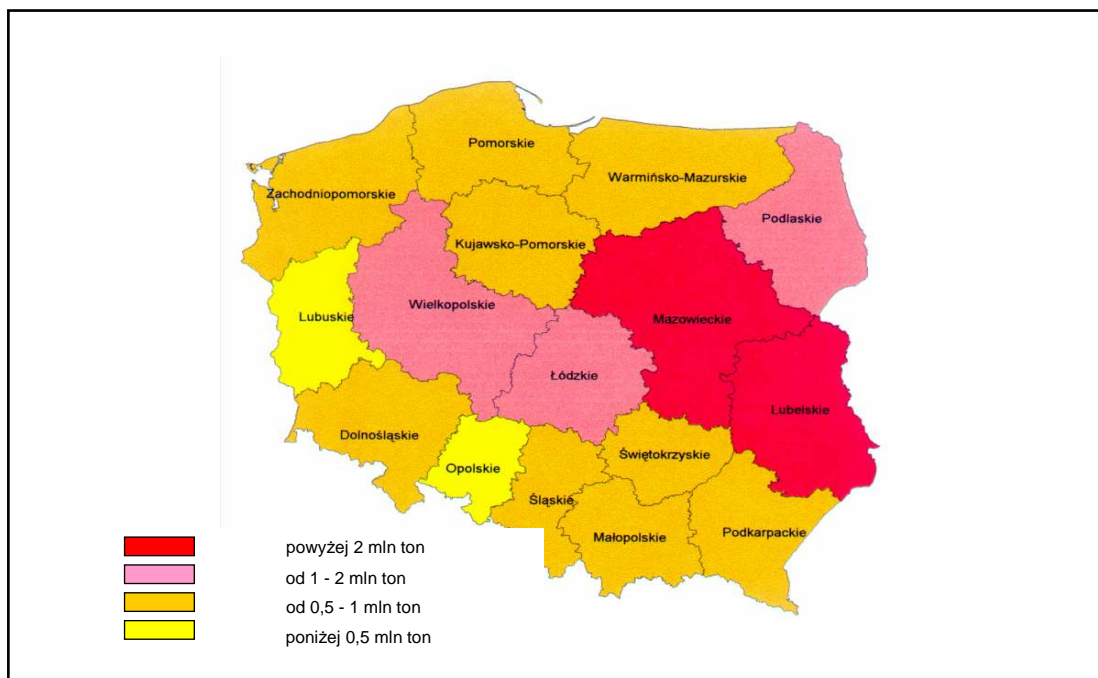 Pomorskie
Warmińsko-Mazurskie
Zachodniopomorskie
Podlaskie
Kujawsko-Pomorskie
Wielkopolskie
Lubuskie
Mazowieckie
Łódzkie
Lubelskie
Dolnośląskie
Świętokrzyskie
Opolskie
Śląskie
Podkarpackie
Małopolskie
powyżej 2 mln ton
od 1 - 2 mln ton
od 0,5 - 1 mln ton
poniżej 0,5 mln ton